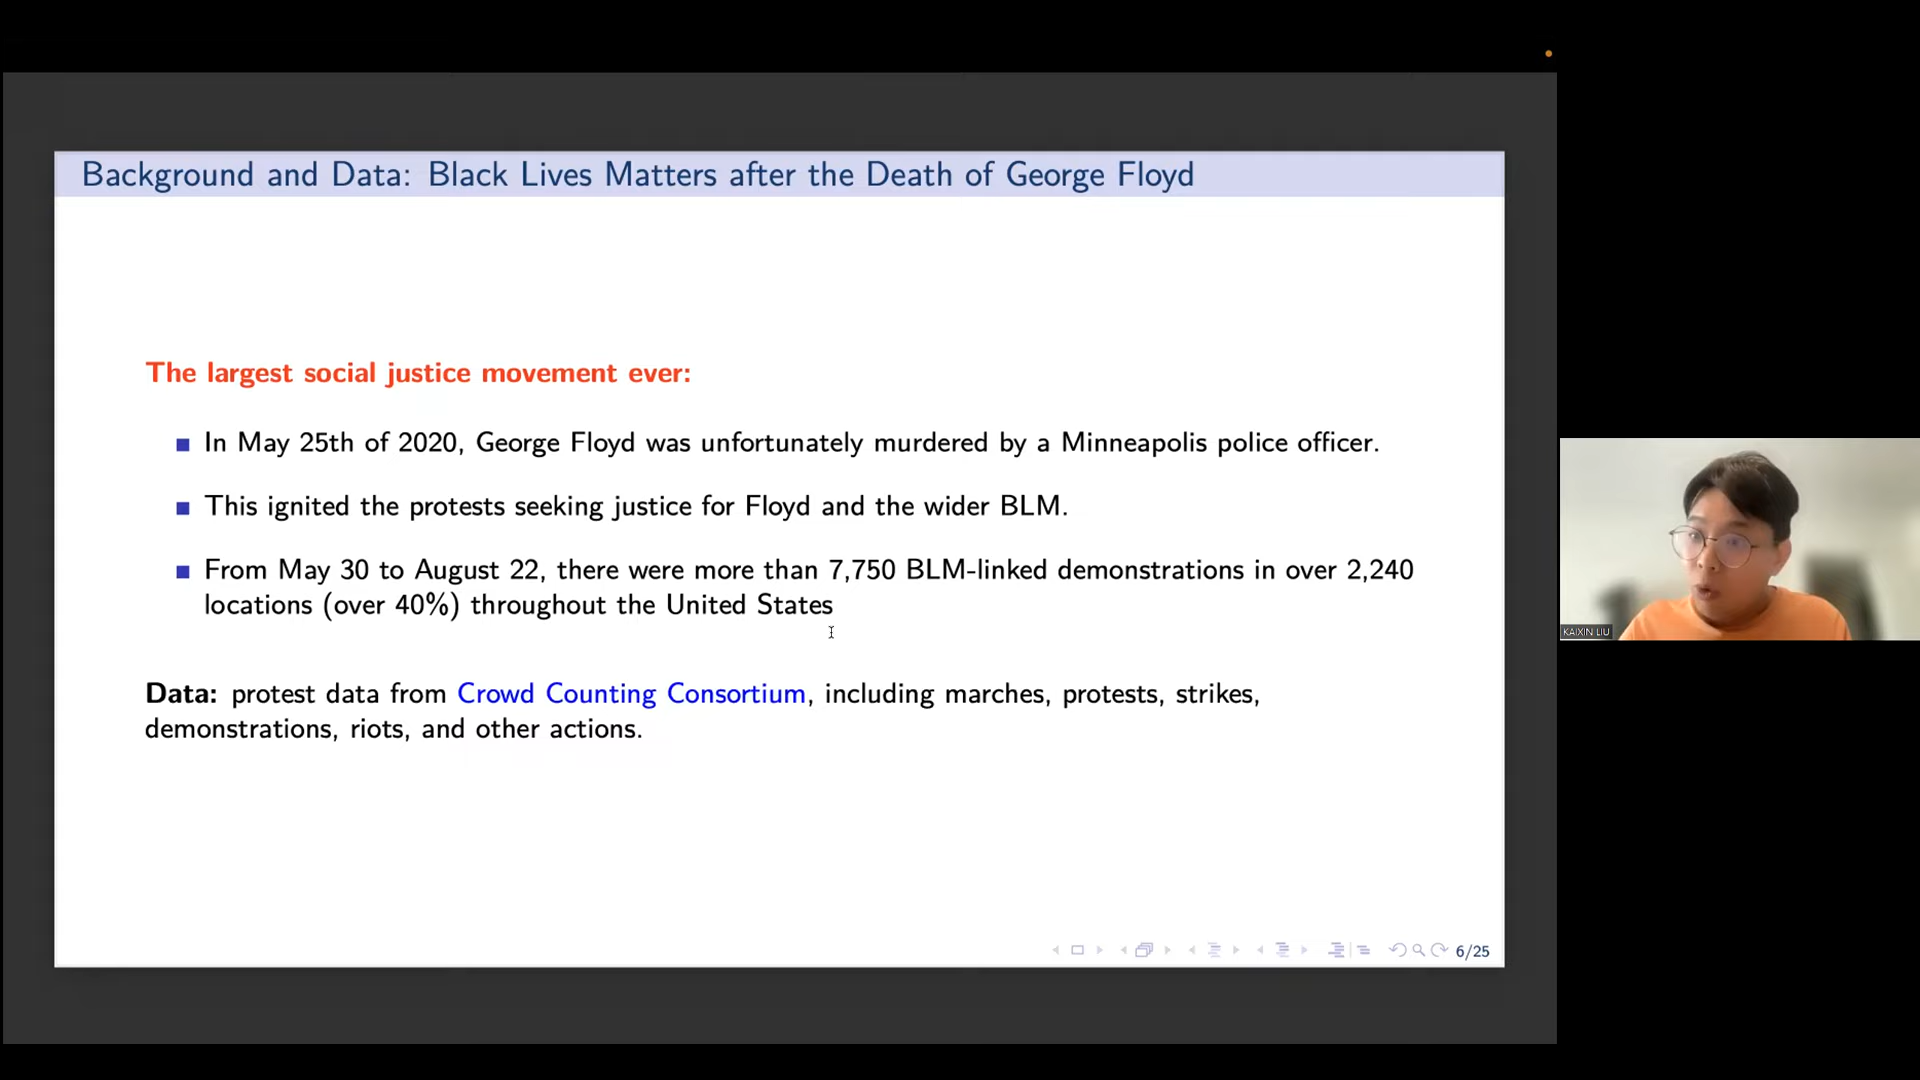 Background and Data: Black Lives Matters after the Death of George Floyd
The largest social justice movement ever:
In May 25th of 2020, George Floyd was unfortunately murdered by a Minneapolis police officer.
This ignited the protests seeking justice for Floyd and the wider BLM.
From May 30 to August 22, there were more than 7,750 BLM-linked demonstrations in over 2,240
locations (over 40%) throughout the United States
Data: protest data from Crowd Counting Consortium, including marches, protests, strikes,
demonstrations, riots, and other actions.
6/25
KAIXIN LIU